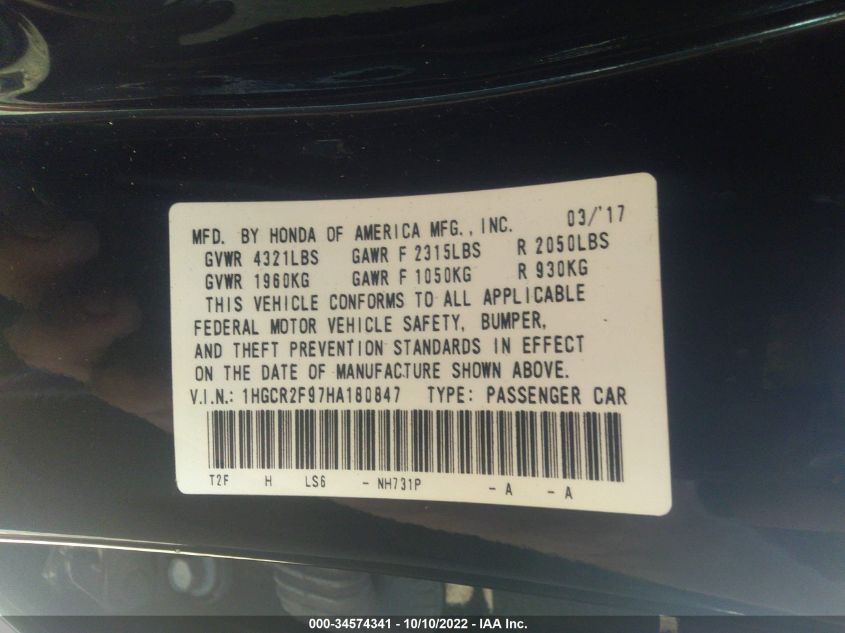 MFD. BY HONDA OF AMERICA MFG., INC. 03/'17
GVWR 4321LBS GAWR F 2315LBS R 2050LBS
GVWR 1960KG GAWR F 1050KG R 930KG
THIS VEHICLE CONFORMS TO ALL APPLICABLE
FEDERAL MOTOR VEHICLE SAFETY, BUMPER,
AND THEFT PREVENTION STANDARDS IN EFFECT
ON THE DATE OF MANUFACTURE SHOWN ABOVE.
V.I.N.: 1HGCR2F97HA180847 TYPE: PASSENGER CAR
T2F H LS6 - NH731P - A - A
000-34574341 - 10/10/2022 - IAA Inc.